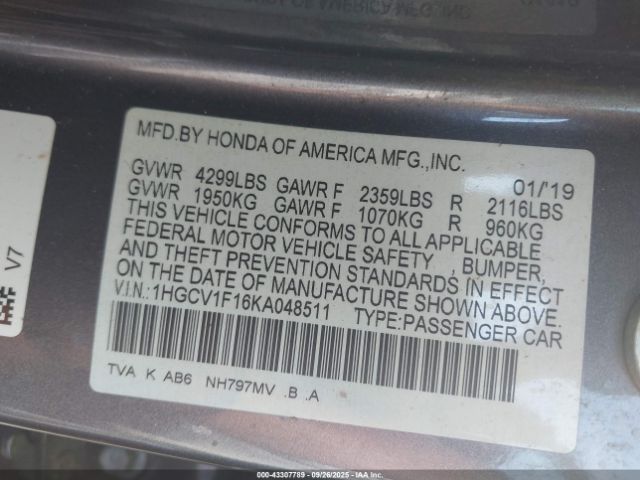 MFD.BY HONDA OF AMERICA MFG.,INC.
01/'19
GVWR 4299LBS GAWR F 2359LBS R 2116LBS
GVWR 1950KG GAWR F 1070KG R 960KG
THIS VEHICLE CONFORMS TO ALL APPLICABLE
FEDERAL MOTOR VEHICLE SAFETY , BUMPER,
AND THEFT PREVENTION STANDARDS IN EFFECT
ON THE DATE OF MANUFACTURE SHOWN ABOVE.
V.I.N.:1HGCV1F16KA048511 TYPE:PASSENGER CAR
TVA K AB6 NH797MV .B .A
V7
000-43307789 - 09/26/2025 - IAA